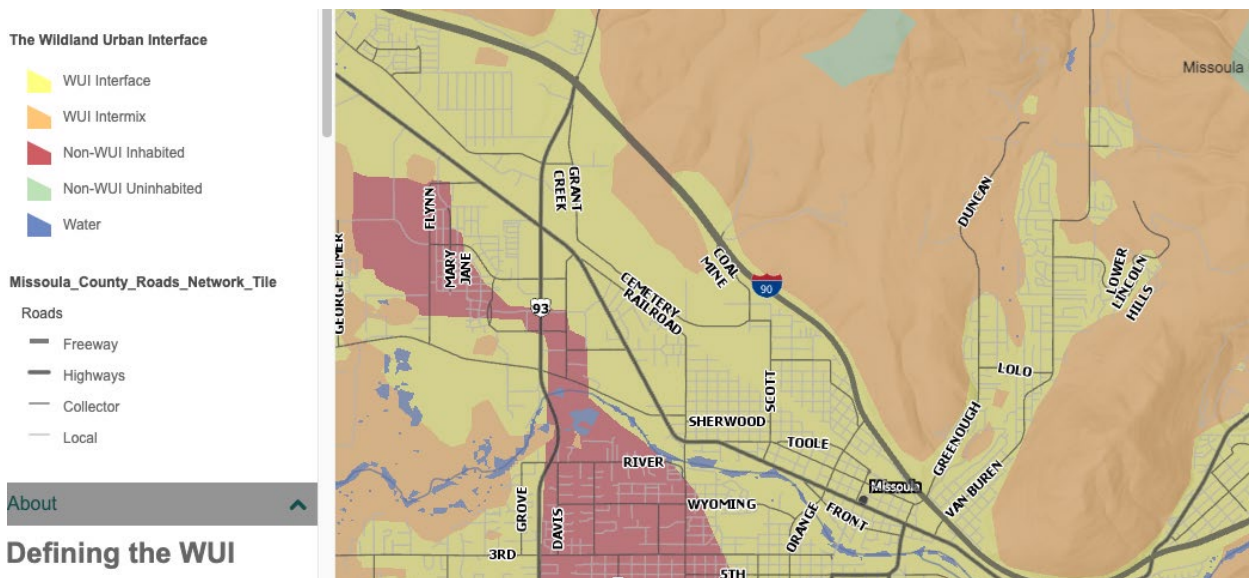 The Wildland Urban Interface
WUI Interface
WUI Intermix
Non-WUI Inhabited
Non-WUI Uninhabited
Water
Missoula_County_Roads_Network_Tile
Roads
Freeway
Highways
Collector
Local
About
Defining the WUI
Missoula
DUNCAN
FLYNN
GRANT
CREEK
MARY
JANE
GEORGE ELMER
COAL
MINE
LOWER
LINCOLN
HILLS
90
93
CEMETERY
RAILROAD
LOLO
SCOTT
SHERWOOD
TOOLE
GREENOUGH
RIVER
Missoula
VAN BUREN
WYOMING
ORANGE
FRONT
GROVE
DAVIS
3RD
5TH